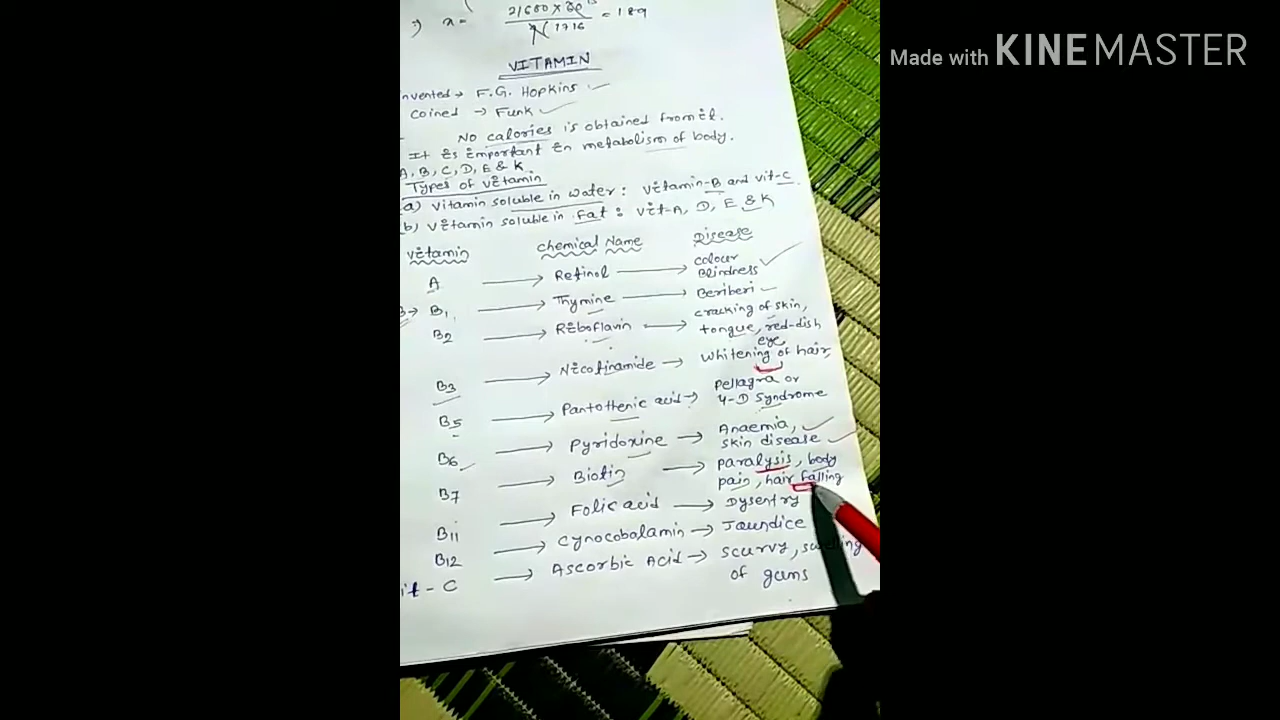 Made with KINEMASTER
x = 21600 × = 189
1716
VITAMIN
invented → F.G. Hopkins
coined → Funk
No calories is obtained from it.
It is important in metabolism of body.
A, B, C, D, E & K
Types of vitamin
(a) vitamin soluble in water : vitamin-B and vit-C
(b) vitamin soluble in Fat : vit-A, D, E & K
vitamin chemical Name Disease
A → Retinol → colour Blindness
B → B1 → Thymine → Beriberi
B2 → Riboflavin → cracking of skin,
tongue, red-dish
eye,
B3 → Nicotinamide → Whitening of hair,
B5 → Pantothenic acid → Pellagra or
4-D Syndrome
B6 → Pyridoxine → Anaemia,
skin disease
B7 → Biotin → paralysis, body
pain, hair falling
B11 → Folic acid → Dysentry
B12 → Cynocobalamin → Jaundice
it - C → Ascorbic Acid → scurvy, swelling
of gums